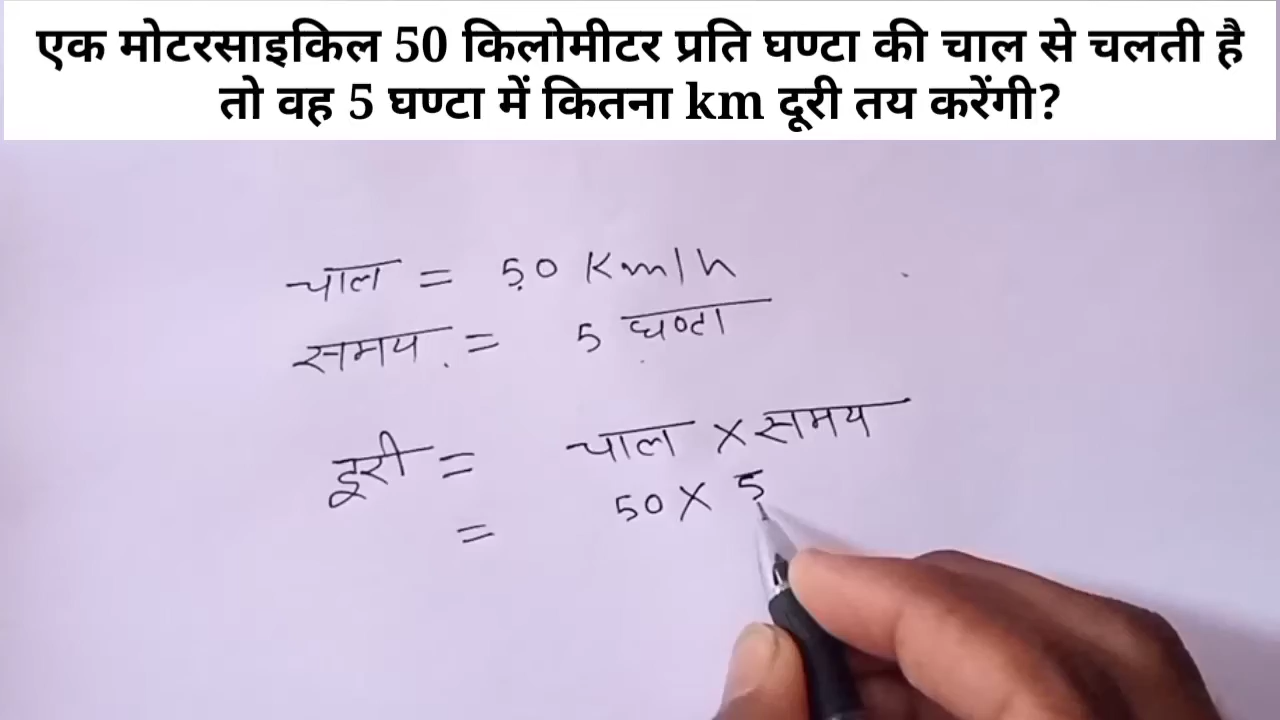 एक मोटरसाइकिल 50 किलोमीटर प्रति घण्टा की चाल से चलती है
तो वह 5 घण्टा में कितना km दूरी तय करेंगी?
चाल = 50 Km/h
समय = 5 घण्टा
दूरी = चाल × समय
= 50 × 5